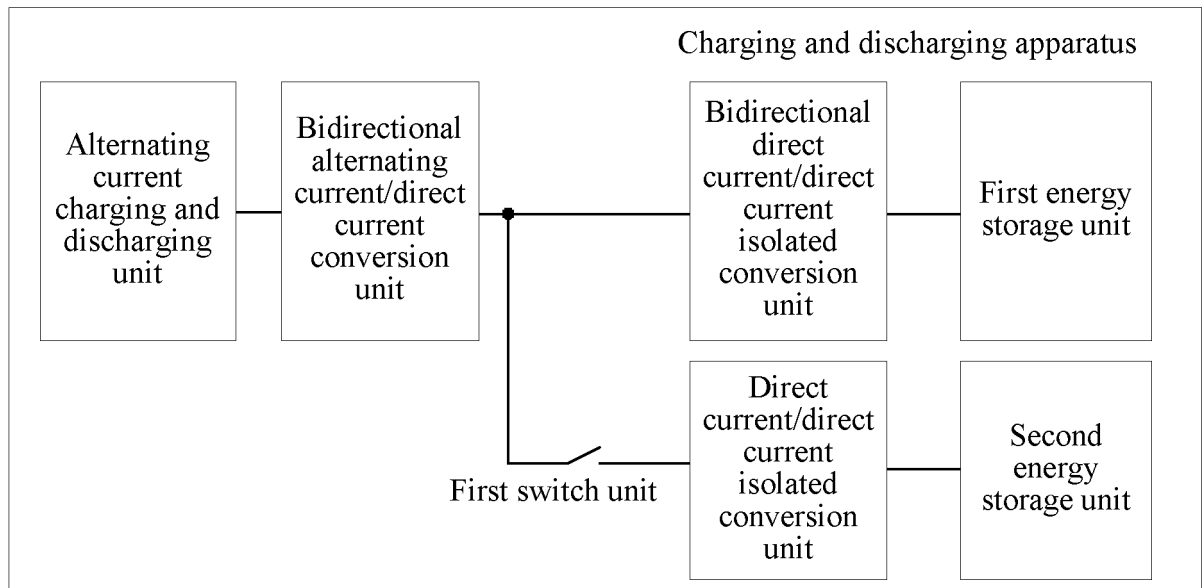 Charging and discharging apparatus
Alternating
current
charging and
discharging
unit
Bidirectional
alternating
current/direct
current
conversion
unit
Bidirectional
direct
current/direct
current
isolated
conversion
unit
First energy
storage unit
First switch unit
Direct
current/direct
current
isolated
conversion
unit
Second
energy
storage unit